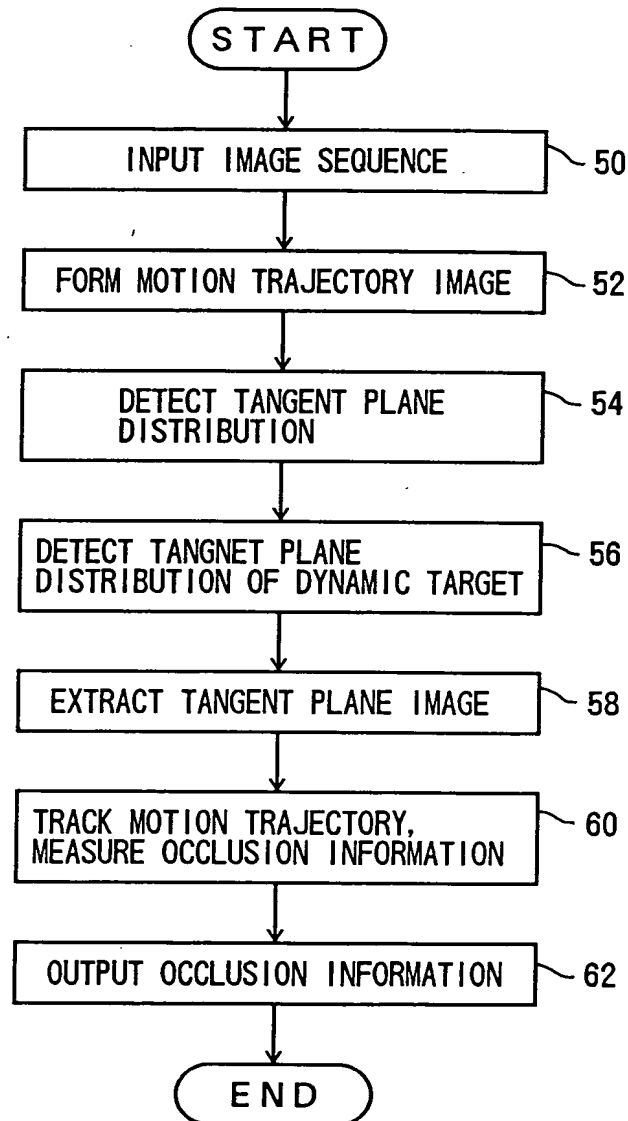 START
INPUT IMAGE SEQUENCE
50
FORM MOTION TRAJECTORY IMAGE
52
DETECT TANGENT PLANE
DISTRIBUTION
54
DETECT TANGNET PLANE
DISTRIBUTION OF DYNAMIC TARGET
56
EXTRACT TANGENT PLANE IMAGE
58
TRACK MOTION TRAJECTORY,
MEASURE OCCLUSION INFORMATION
60
OUTPUT OCCLUSION INFORMATION
62
END